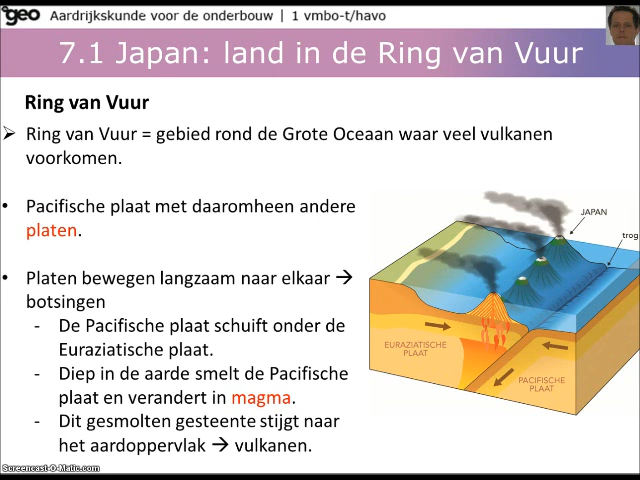 geo Aardrijkskunde voor de onderbouw | 1 vmbo-t/havo
7.1 Japan: land in de Ring van Vuur
Ring van Vuur
➢ Ring van Vuur = gebied rond de Grote Oceaan waar veel vulkanen
voorkomen.
• Pacifische plaat met daaromheen andere
platen.
• Platen bewegen langzaam naar elkaar →
botsingen
- De Pacifische plaat schuift onder de
Euraziatische plaat.
- Diep in de aarde smelt de Pacifische
plaat en verandert in magma.
- Dit gesmolten gesteente stijgt naar
het aardoppervlak → vulkanen.
JAPAN
trog
EURAZIATISCHE
PLAAT
PACIFISCHE
PLAAT
Screencast-O-Matic.com